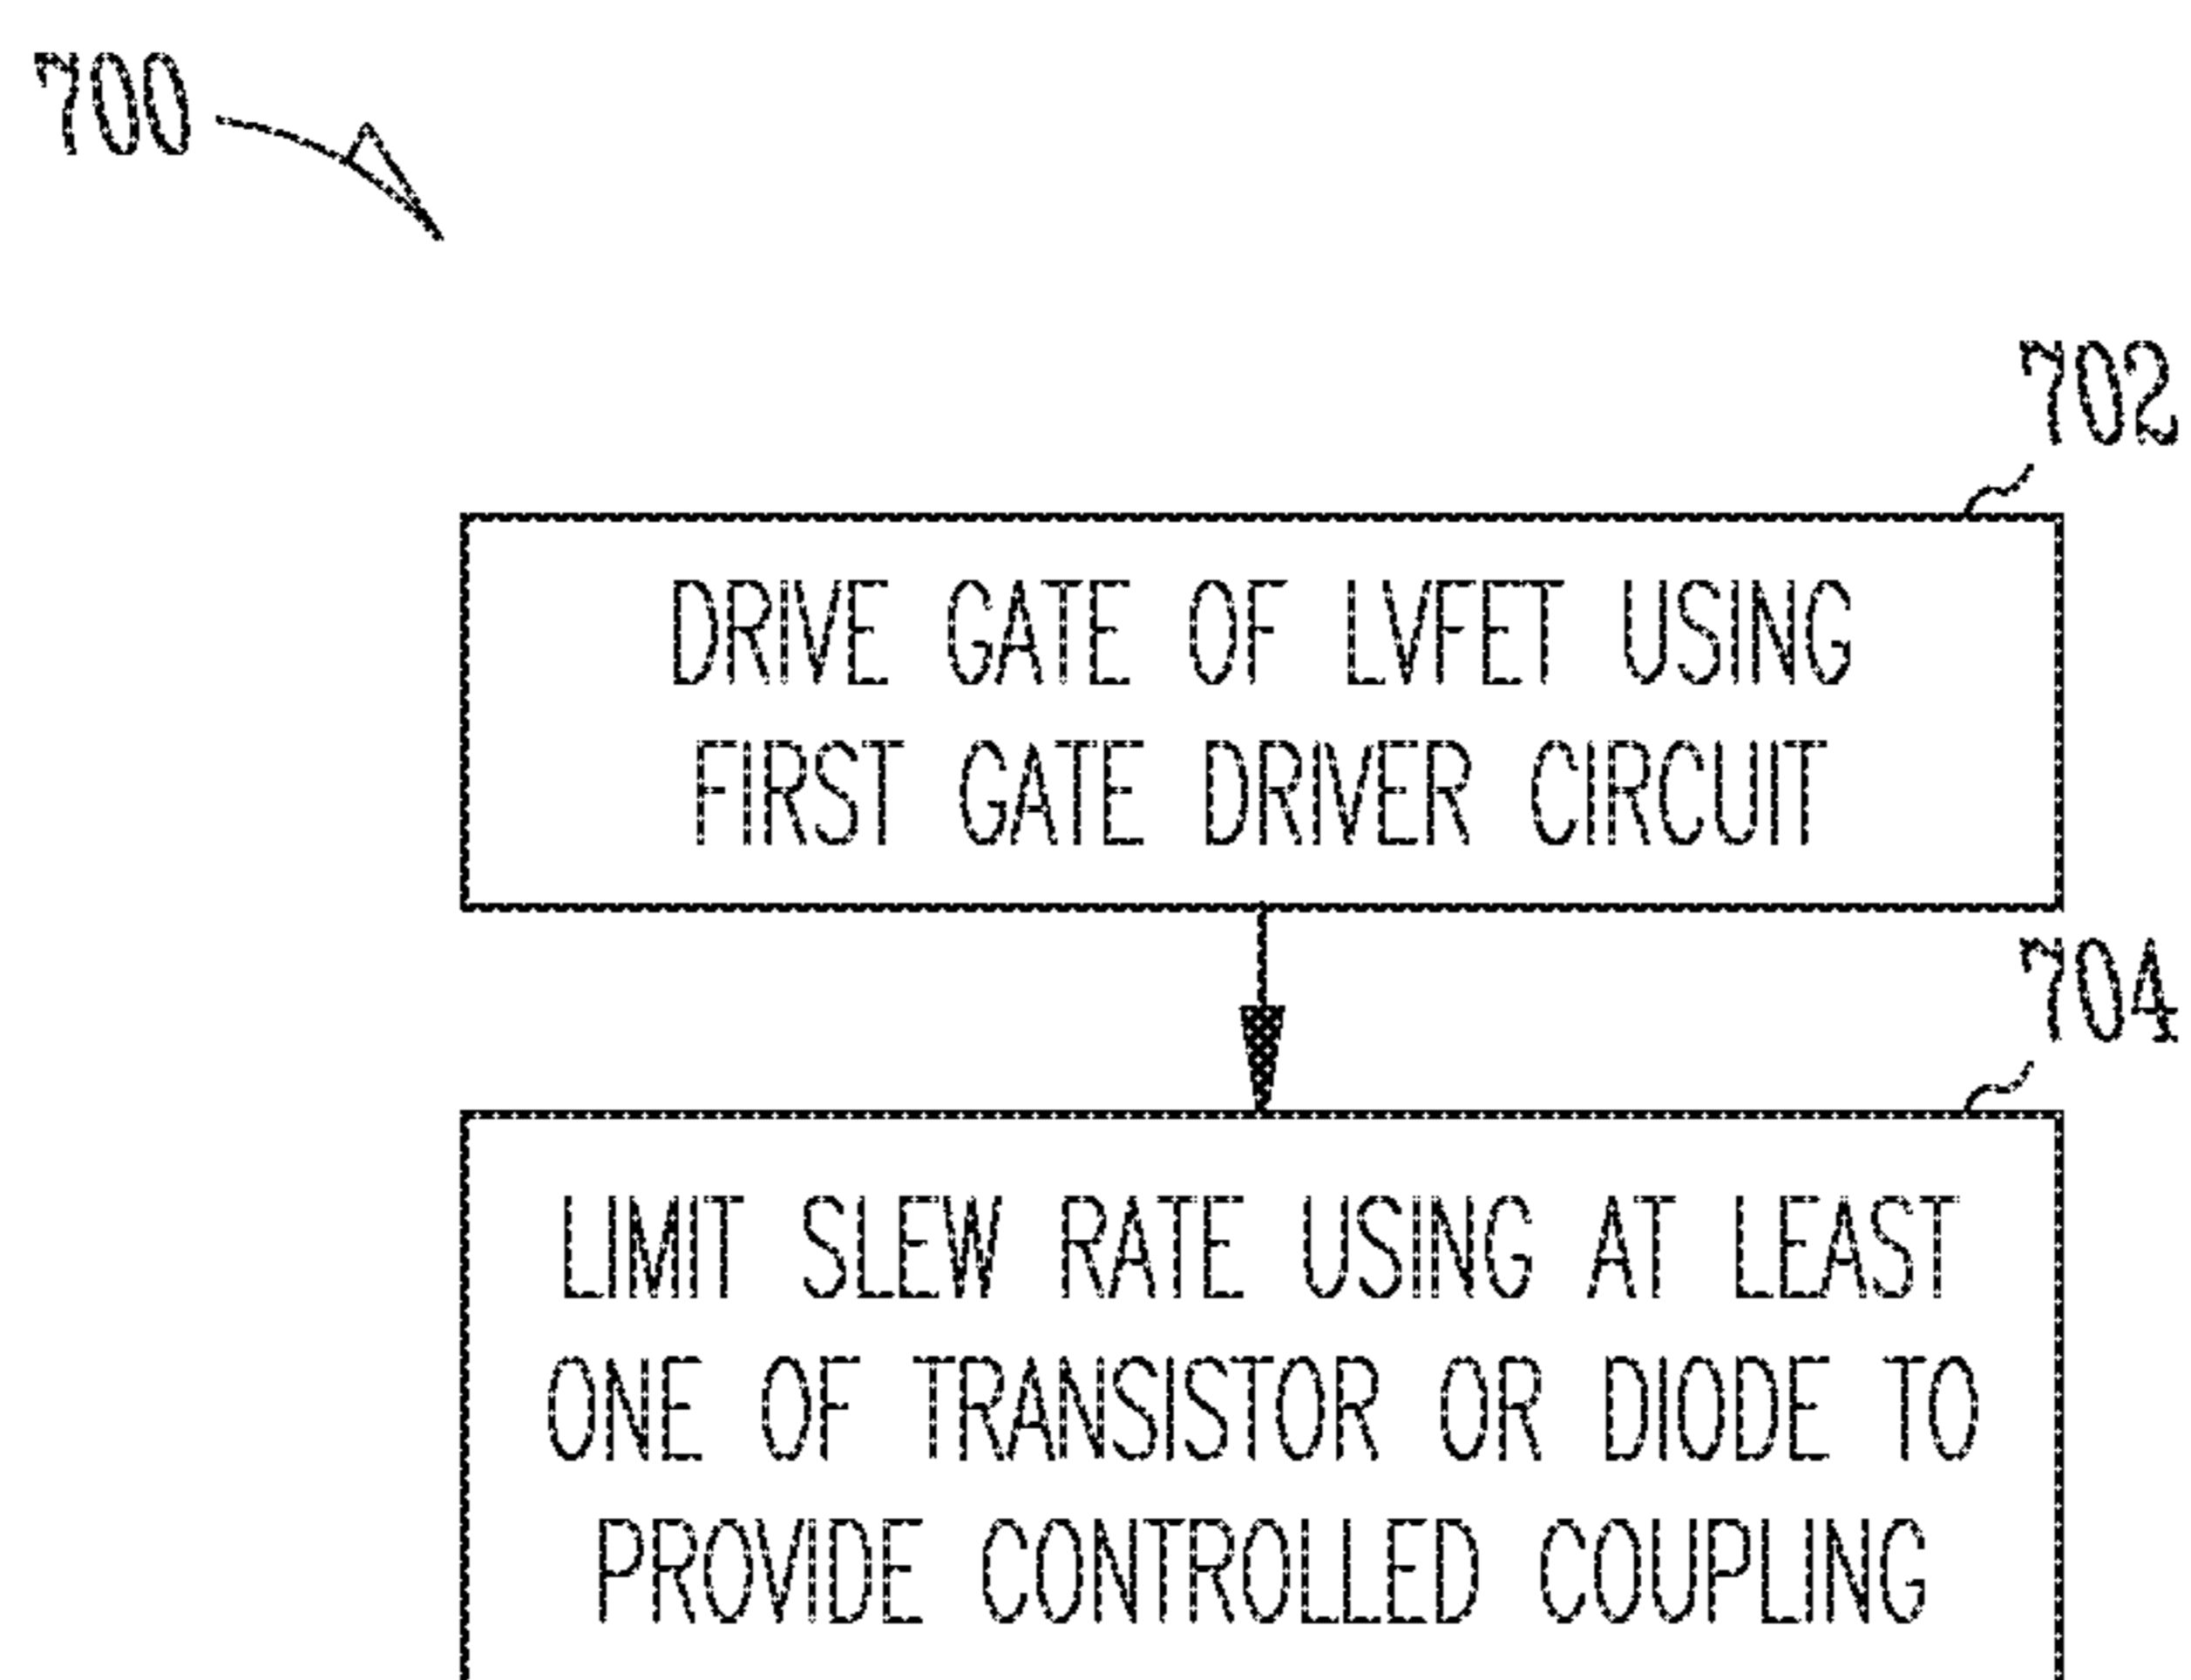 700
702
DRIVE GATE OF LVFET USING
FIRST GATE DRIVER CIRCUIT
704
LIMIT SLEW RATE USING AT LEAST
ONE OF TRANSISTOR OR DIODE TO
PROVIDE CONTROLLED COUPLING